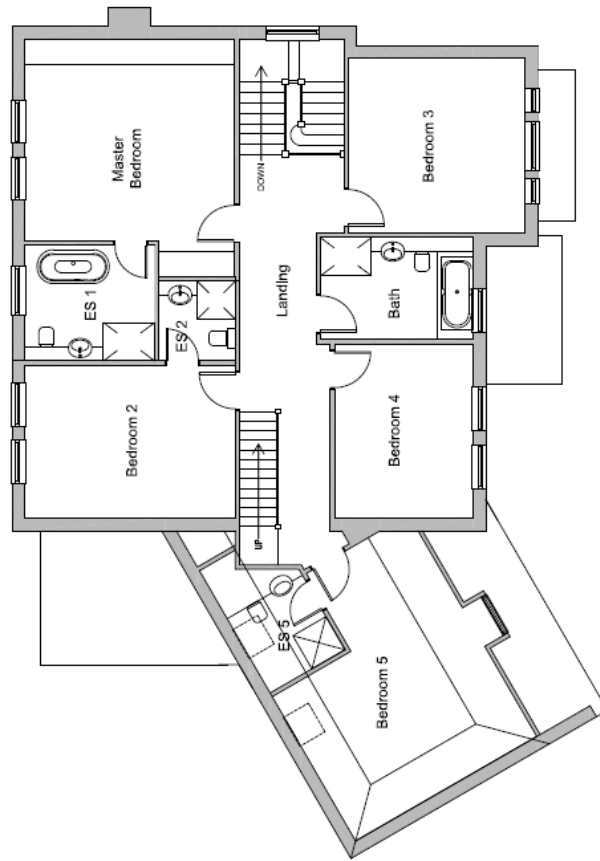 Master
Bedroom
DOWN
Bedroom 3
ES 1
ES 2
Landing
Bath
Bedroom 2
Bedroom 4
UP
ES 5
Bedroom 5